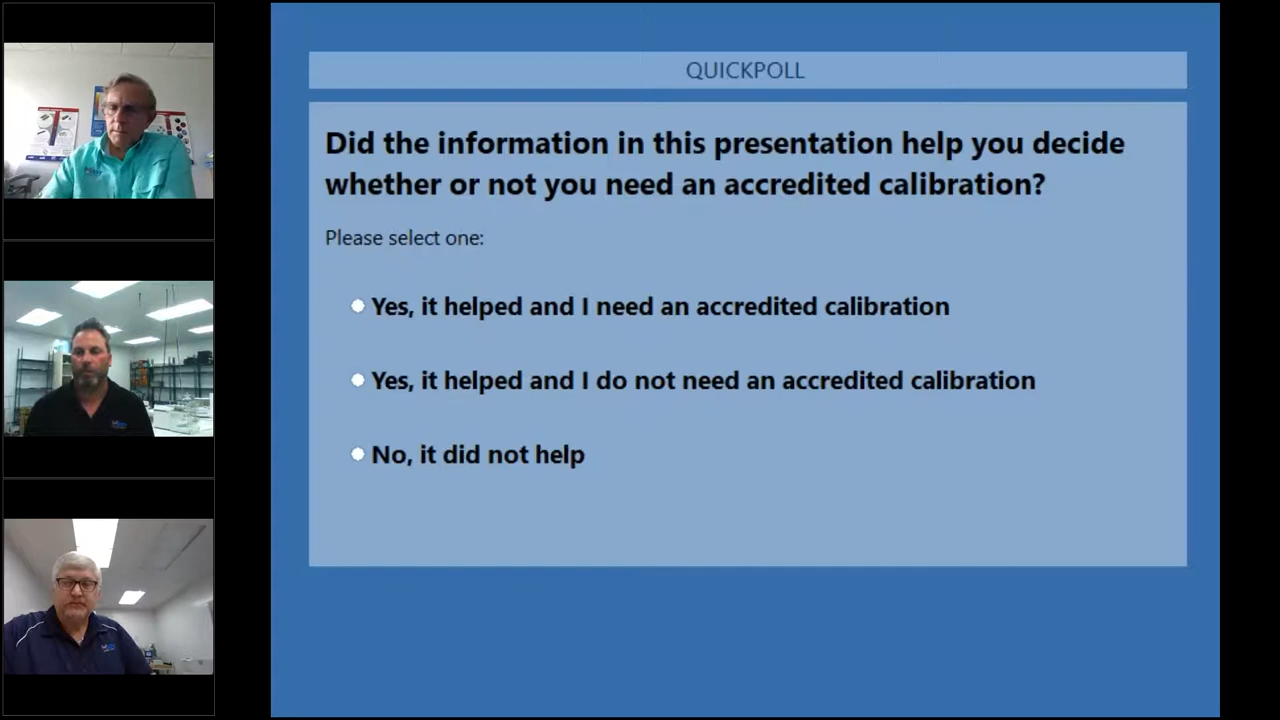 QUICKPOLL
Did the information in this presentation help you decide
whether or not you need an accredited calibration?
Please select one:
Yes, it helped and I need an accredited calibration
Yes, it helped and I do not need an accredited calibration
No, it did not help